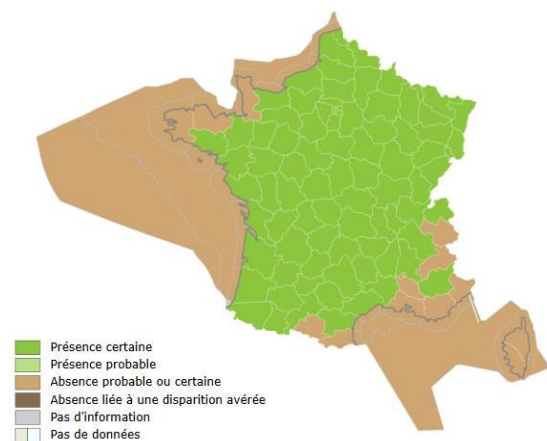 Présence certaine
Présence probable
Absence probable ou certaine
Absence liée à une disparition avérée
Pas d'information
Pas de données